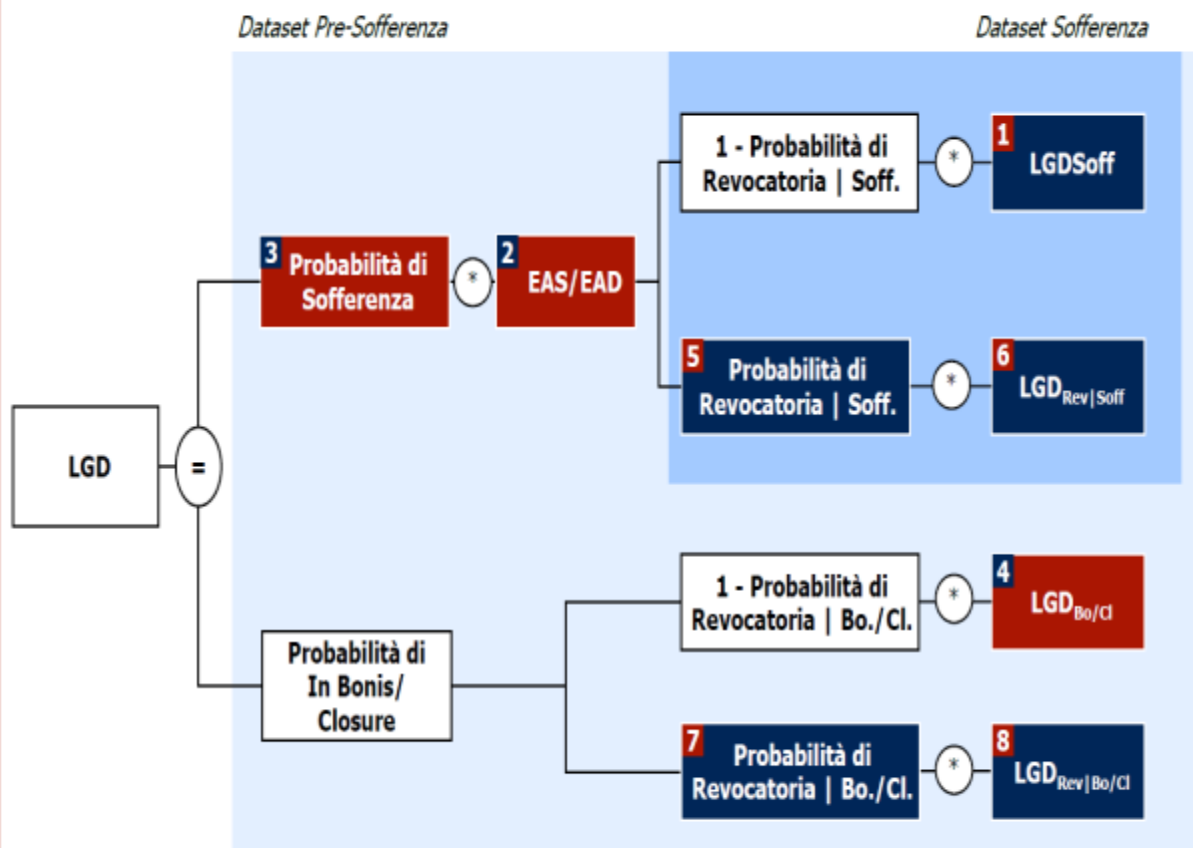 Dataset Pre-Sofferenza
Dataset Sofferenza
1 - Probabilità di
Revocatoria | Soff.
*
1
LGDSoff
3
Probabilità di
Sofferenza
*
2
EAS/EAD
5
Probabilità di
Revocatoria | Soff.
*
6
LGDRev|Soff
LGD
=
1 - Probabilità di
Revocatoria | Bo./Cl.
*
4
LGDBo/Cl
Probabilità di
In Bonis/
Closure
7
Probabilità di
Revocatoria | Bo./Cl.
*
8
LGDRev|Bo/Cl